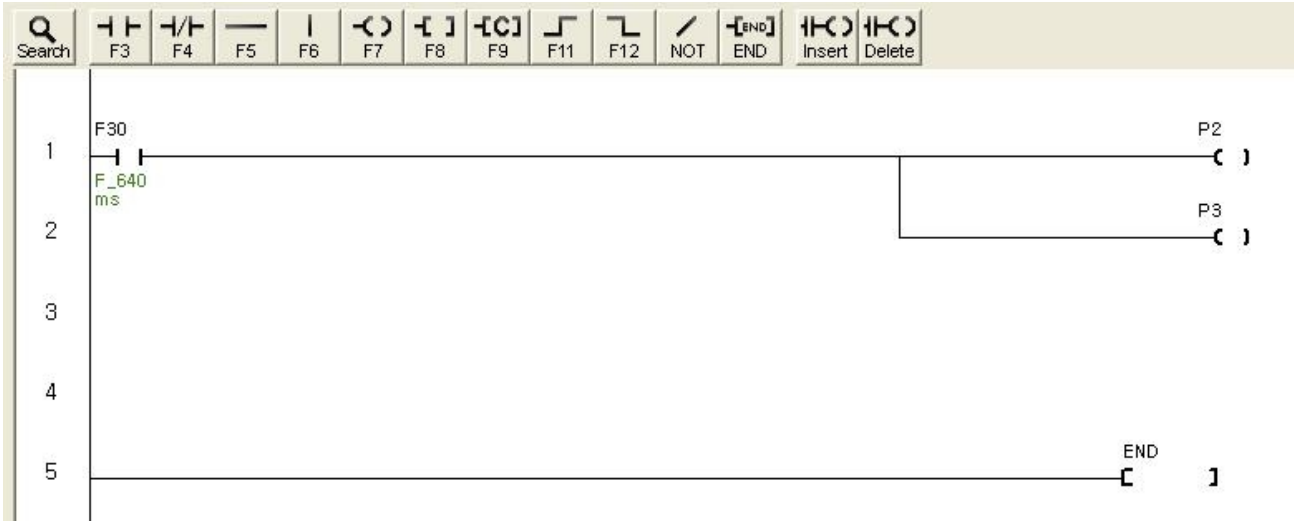 Search F3 F4 F5 F6 F7 F8 F9 F11 F12 NOT END Insert Delete
F30 P2
1
F_640
ms
P3
2
3
4
END
5